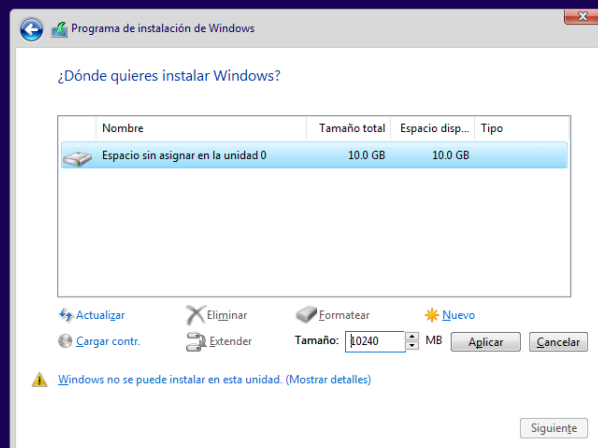 Programa de instalación de Windows
¿Dónde quieres instalar Windows?
Nombre Tamaño total Espacio disp... Tipo
Espacio sin asignar en la unidad 0 10.0 GB 10.0 GB
Actualizar Eliminar Formatear Nuevo
Cargar contr. Extender Tamaño: 10240 MB Aplicar Cancelar
Windows no se puede instalar en esta unidad. (Mostrar detalles)
Siguiente